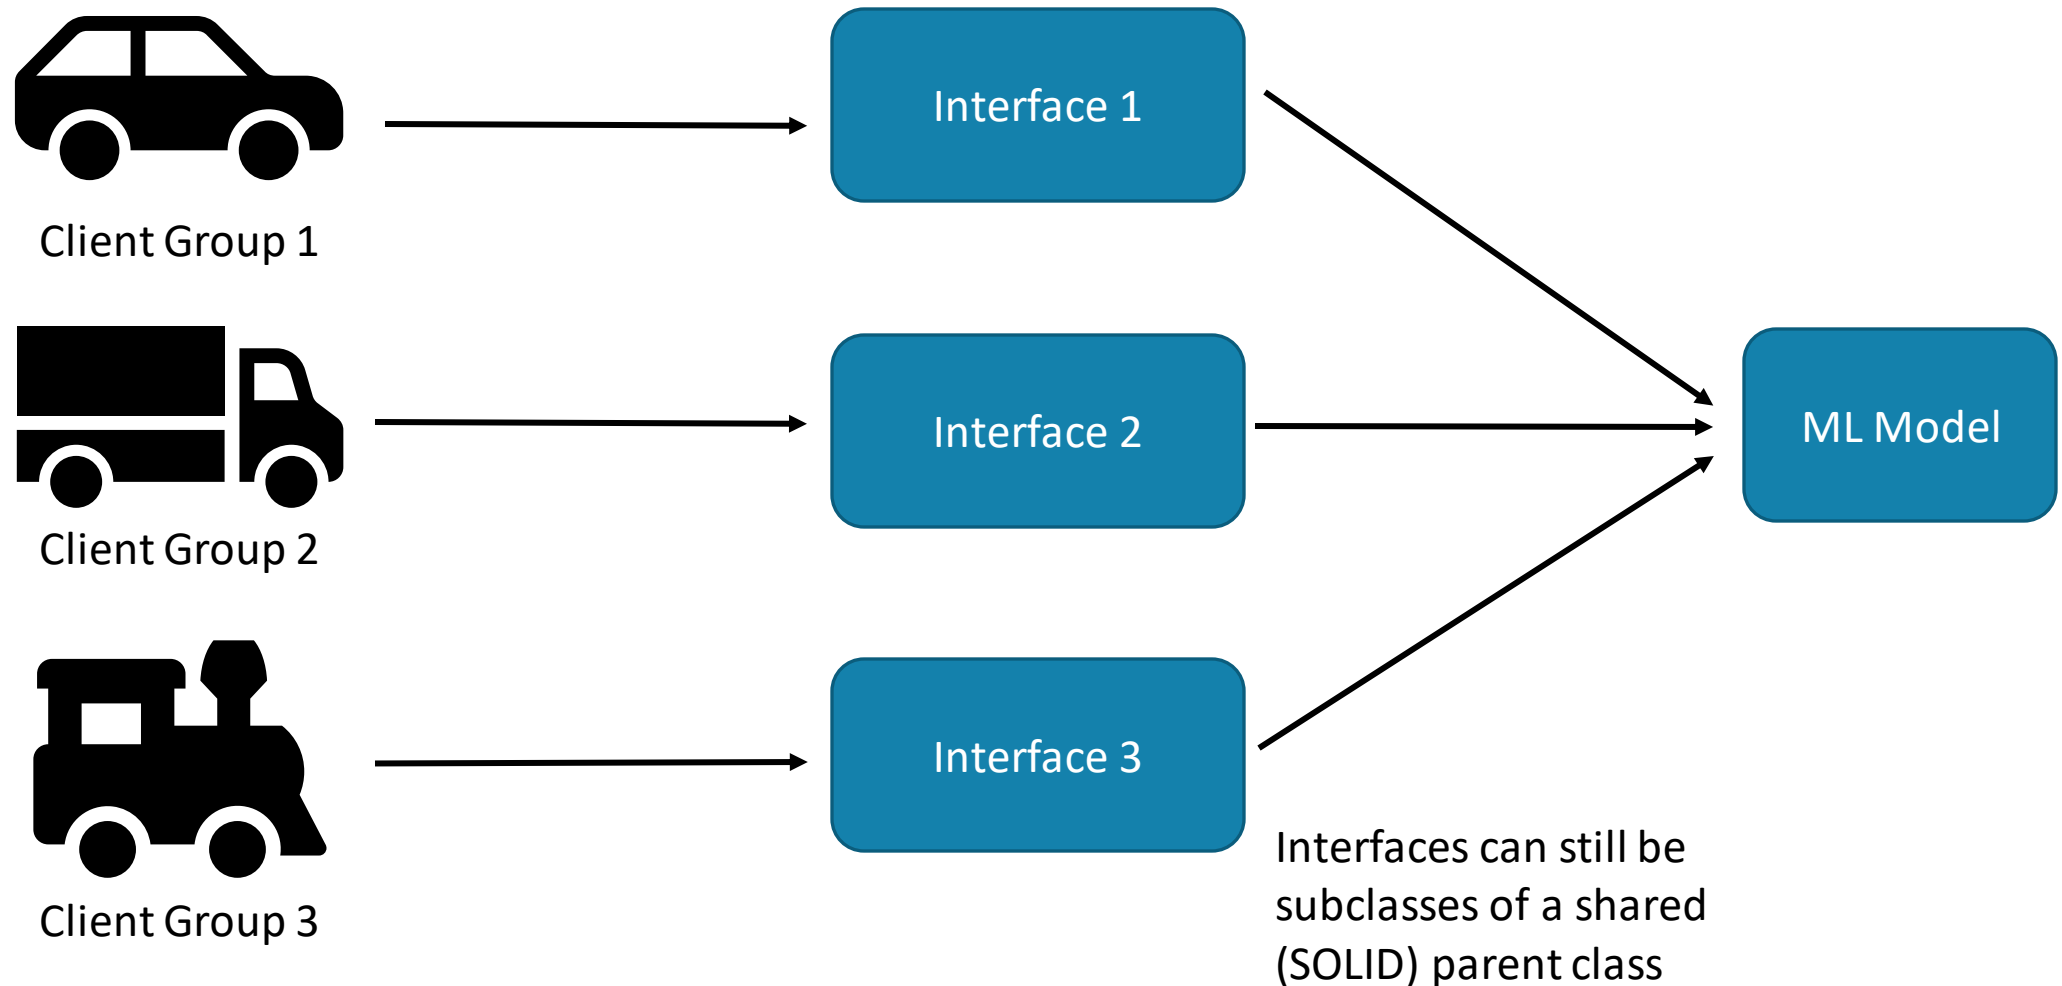 Client Group 1
Interface 1
Client Group 2
Interface 2
ML Model
Client Group 3
Interface 3
Interfaces can still be
subclasses of a shared
(SOLID) parent class